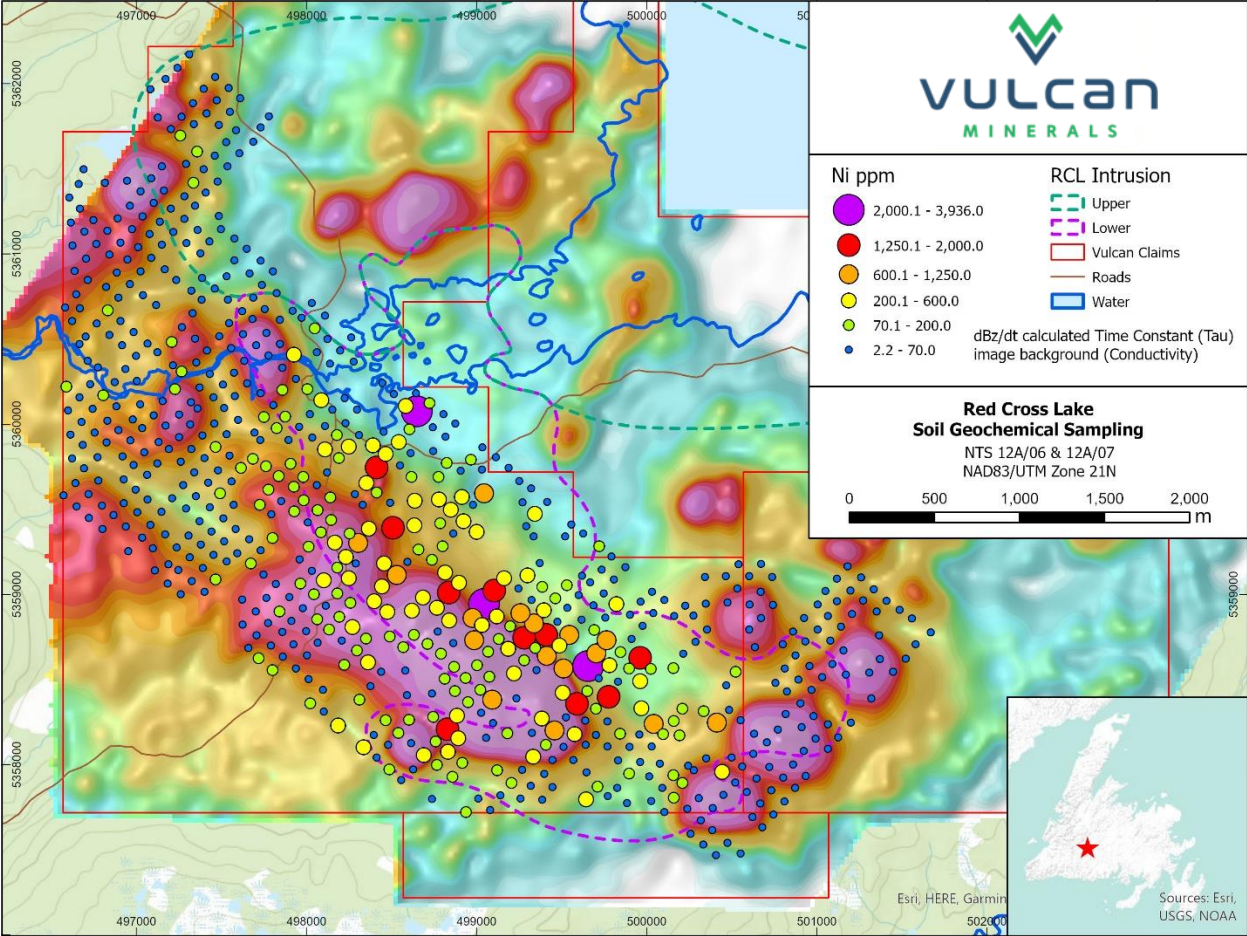 497000
498000
499000
500000
50
5362000
5361000
5360000
5359000
5358000
VULCAN
MINERALS
Ni ppm
2,000.1 - 3,936.0
1,250.1 - 2,000.0
600.1 - 1,250.0
200.1 - 600.0
70.1 - 200.0
2.2 - 70.0
RCL Intrusion
Upper
Lower
Vulcan Claims
Roads
Water
dBz/dt calculated Time Constant (Tau)
image background (Conductivity)
Red Cross Lake
Soil Geochemical Sampling
NTS 12A/06 & 12A/07
NAD83/UTM Zone 21N
0 500 1,000 1,500 2,000
m
5359000
Esri, HERE, Garmin
Sources: Esri,
USGS, NOAA
497000
498000
499000
500000
501000
502000